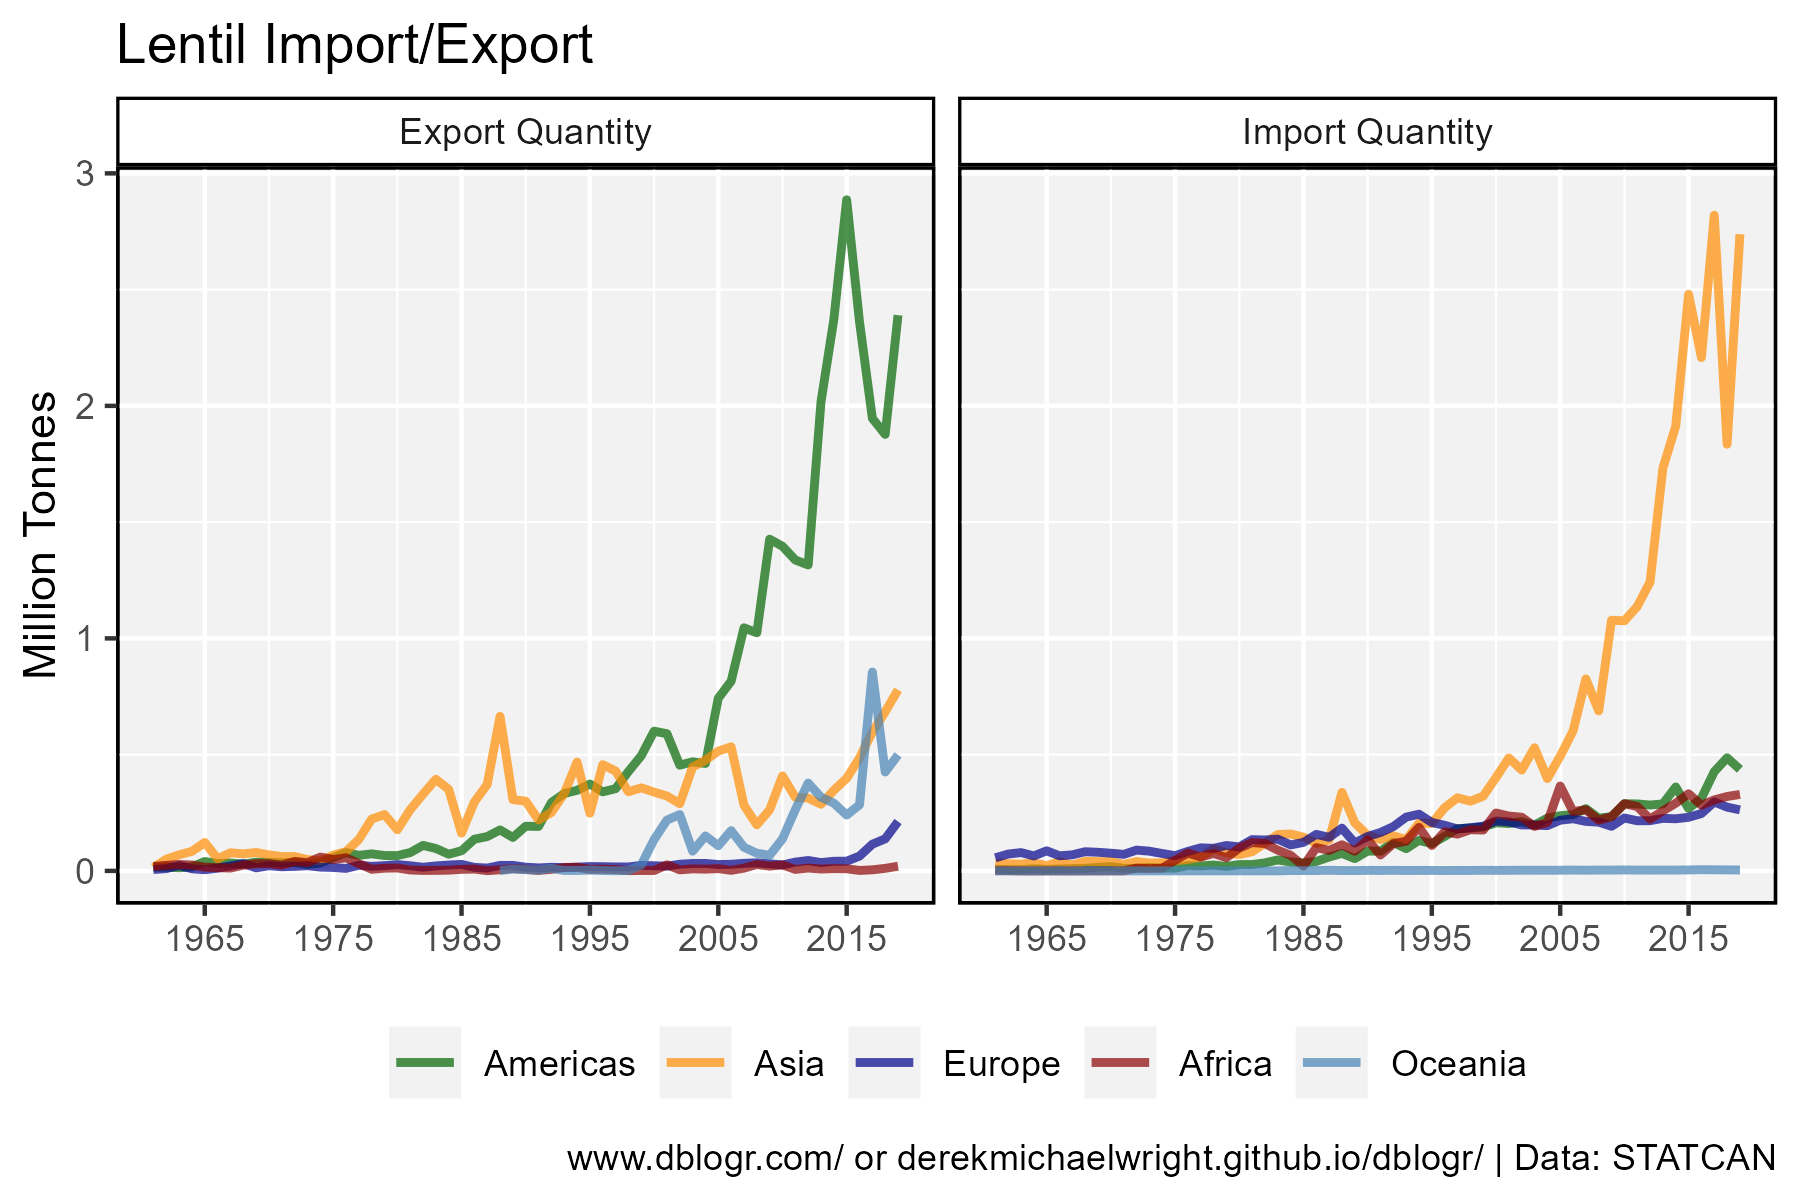 Lentil Import/Export
Export Quantity
Import Quantity
Million Tonnes
3
2
1
0
1965 1975 1985 1995 2005 2015
1965 1975 1985 1995 2005 2015
Americas Asia Europe Africa Oceania
www.dblogr.com/ or derekmichaelwright.github.io/dblogr/ | Data: STATCAN